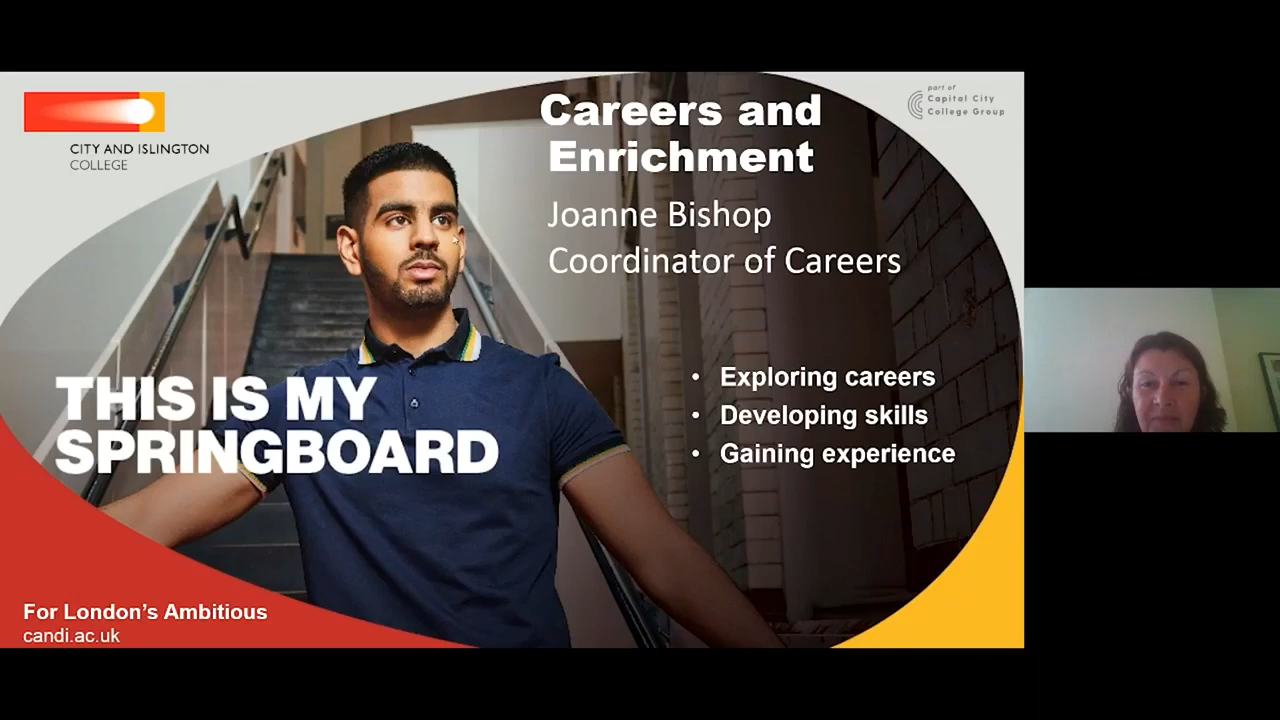 CITY AND ISLINGTON
COLLEGE
Careers and
Enrichment
part of
Capital City
College Group
Joanne Bishop
Coordinator of Careers
THIS IS MY
SPRINGBOARD
• Exploring careers
• Developing skills
• Gaining experience
For London's Ambitious
candi.ac.uk